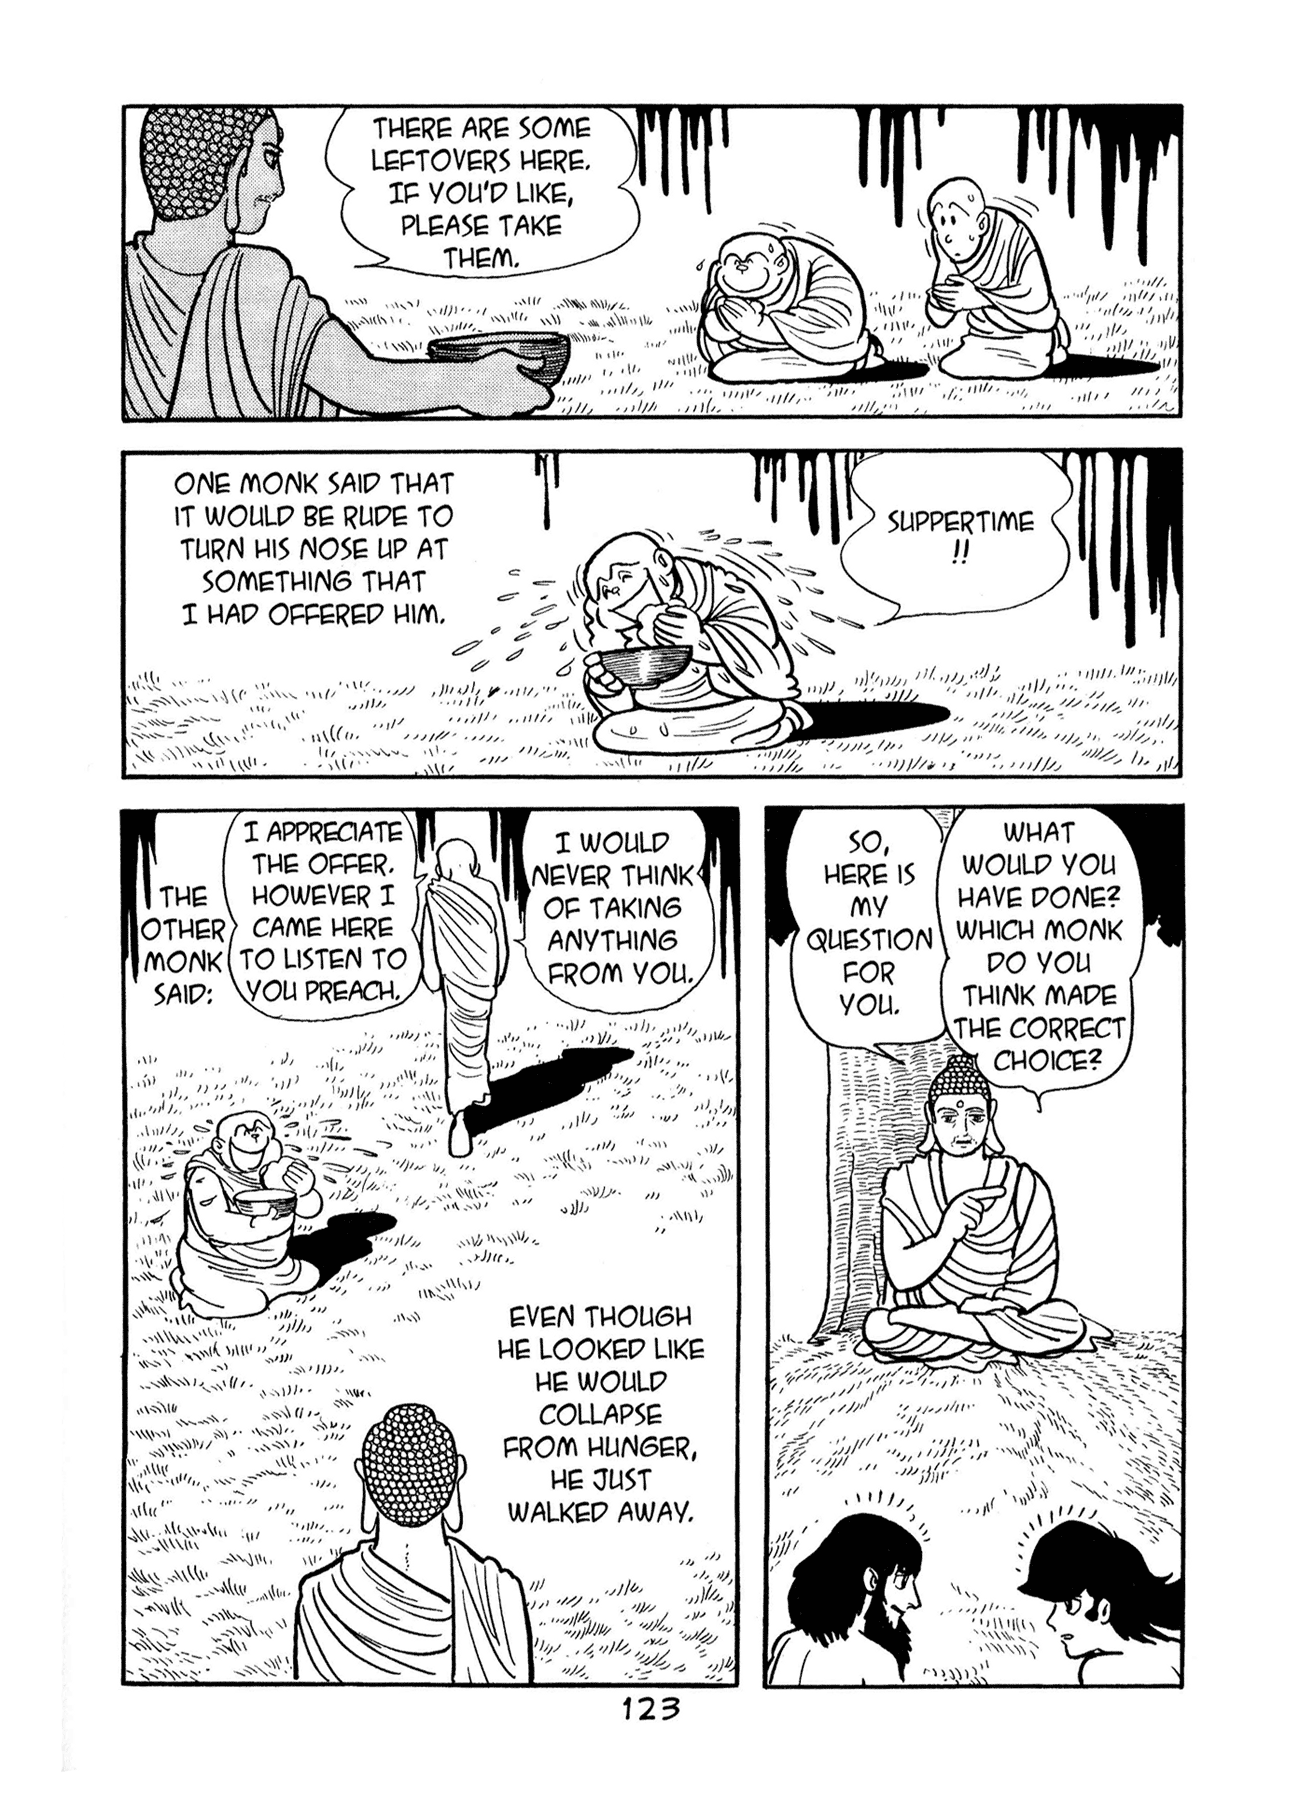 THERE ARE SOME
LEFTOVERS HERE.
IF YOU'D LIKE,
PLEASE TAKE
THEM.
ONE MONK SAID THAT
IT WOULD BE RUDE TO
TURN HIS NOSE UP AT
SOMETHING THAT
I HAD OFFERED HIM.
SUPPERTIME
!!
THE
OTHER
MONK
SAID:
I APPRECIATE
THE OFFER.
HOWEVER I
CAME HERE
TO LISTEN TO
YOU PREACH.
I WOULD
NEVER THINK
OF TAKING
ANYTHING
FROM YOU.
EVEN THOUGH
HE LOOKED LIKE
HE WOULD
COLLAPSE
FROM HUNGER,
HE JUST
WALKED AWAY.
SO,
HERE IS
MY
QUESTION
FOR
YOU.
WHAT
WOULD YOU
HAVE DONE?
WHICH MONK
DO YOU
THINK MADE
THE CORRECT
CHOICE?
123